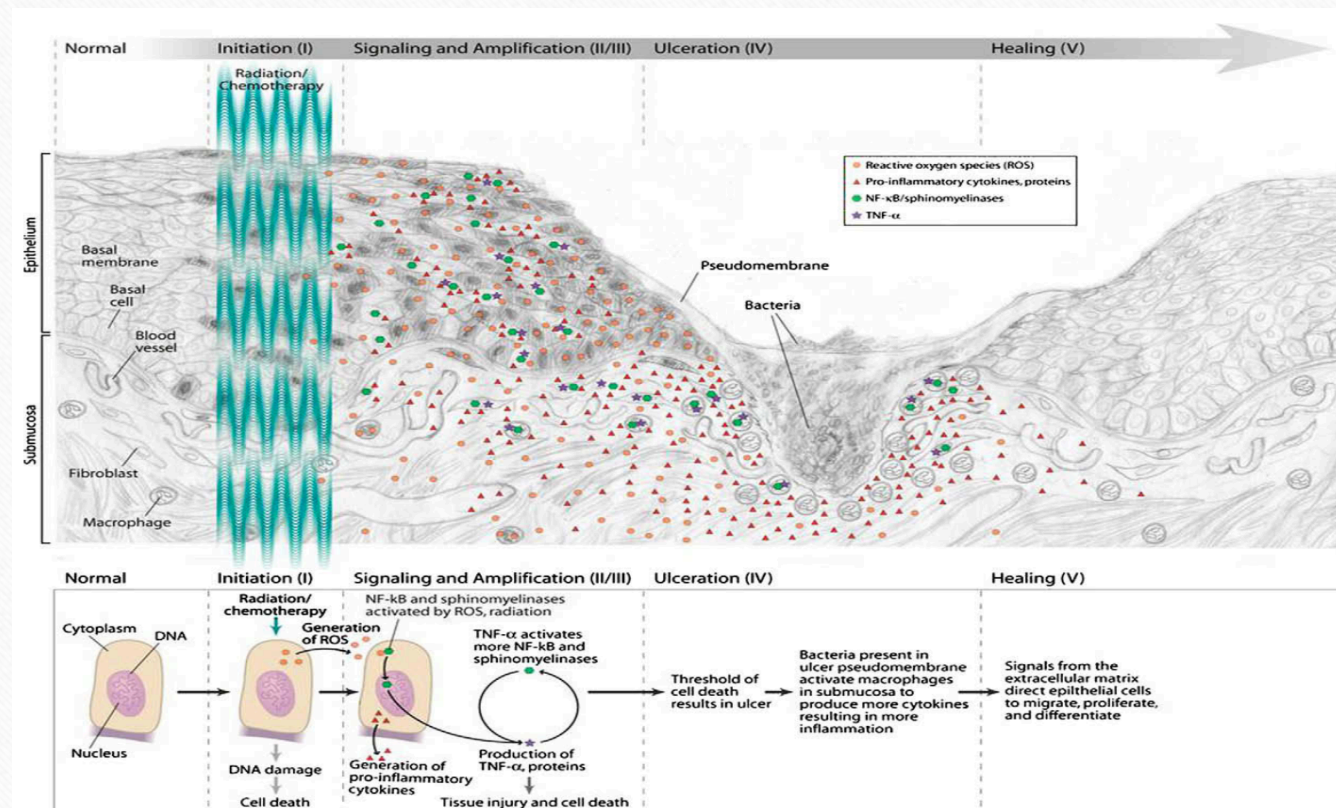 Normal
Initiation (I)
Signaling and Amplification (II/III)
Ulceration (IV)
Healing (V)
Radiation/
Chemotherapy
Reactive oxygen species (ROS)
Pro-inflammatory cytokines, proteins
NF-κB/sphinomyelinases
TNF-α
Epithelium
Submucosa
Basal
membrane
Basal
cell
Blood
vessel
Fibroblast
Macrophage
Pseudomembrane
Bacteria
Normal
Initiation (I)
Signaling and Amplification (II/III)
Ulceration (IV)
Healing (V)
Cytoplasm
DNA
Nucleus
Radiation/
chemotherapy
Generation
of ROS
DNA damage
Cell death
NF-kB and sphinomyelinases
activated by ROS, radiation
Generation of
pro-inflammatory
cytokines
TNF-α activates
more NF-kB and
sphinomyelinases
Production of
TNF-α, proteins
Tissue injury and cell death
Threshold of
cell death
results in ulcer
Bacteria present in
ulcer pseudomembrane
activate macrophages
in submucosa to
produce more cytokines
resulting in more
inflammation
Signals from the
extracellular matrix
direct epilthelial cells
to migrate, proliferate,
and differentiate